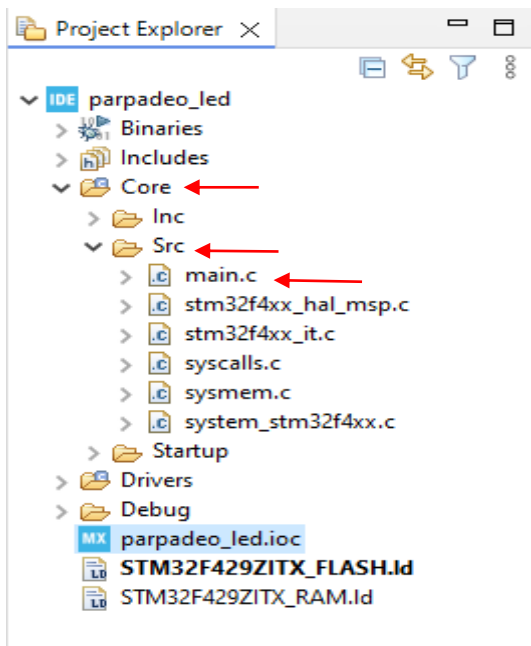 Project Explorer
IDE parpadeo_led
Binaries
Includes
Core
Inc
Src
.c main.c
.c stm32f4xx_hal_msp.c
.c stm32f4xx_it.c
.c syscalls.c
.c sysmem.c
.c system_stm32f4xx.c
Startup
Drivers
Debug
MX parpadeo_led.ioc
LD STM32F429ZITX_FLASH.ld
LD STM32F429ZITX_RAM.ld